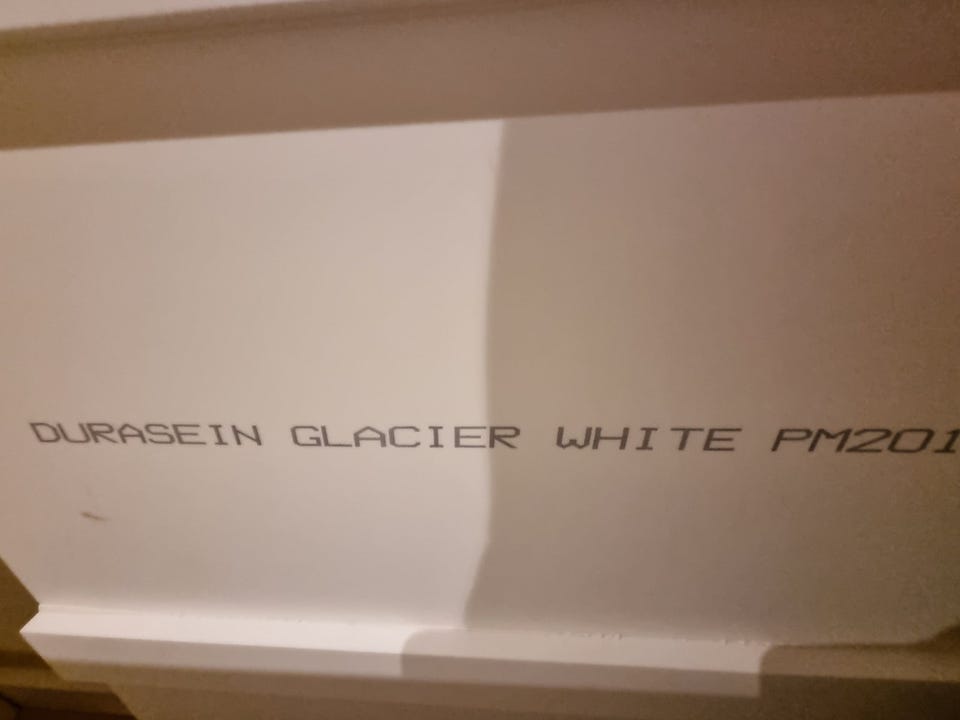 DURASEIN GLACIER WHITE PM201